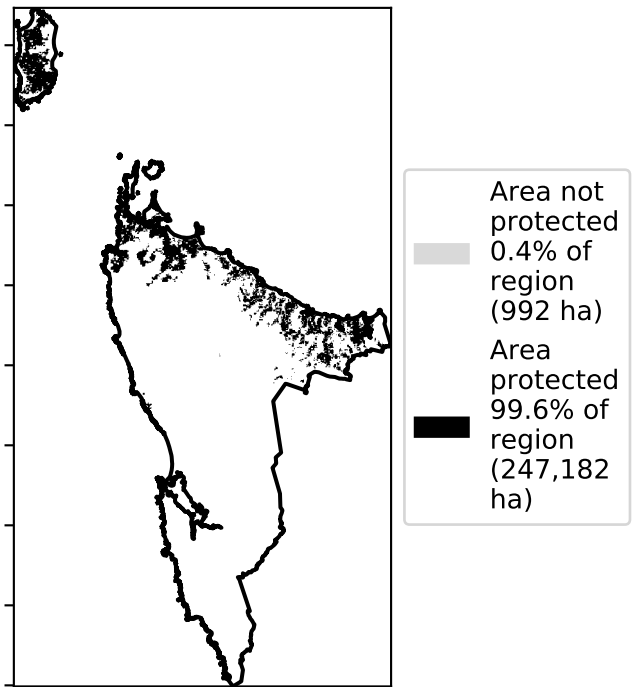 Area not
protected
0.4% of
region
(992 ha)
Area
protected
99.6% of
region
(247,182
ha)